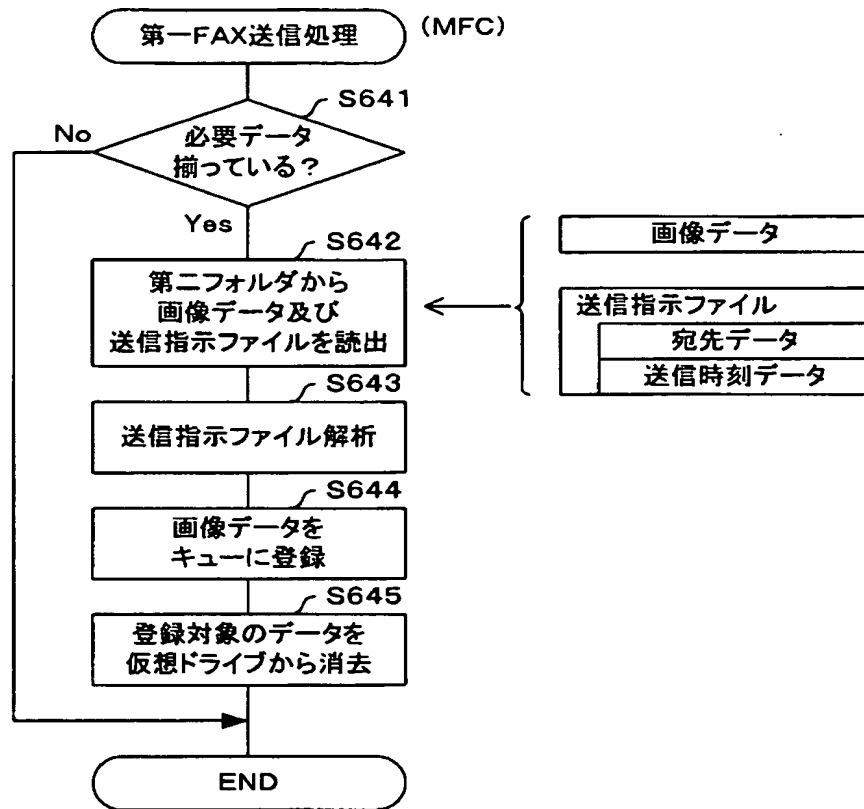 第一FAX送信処理
(MFC)
S641
No
必要データ
揃っている?
Yes
S642
第二フォルダから
画像データ及び
送信指示ファイルを読出
画像データ
送信指示ファイル
宛先データ
送信時刻データ
S643
送信指示ファイル解析
S644
画像データを
キューに登録
S645
登録対象のデータを
仮想ドライブから消去
END